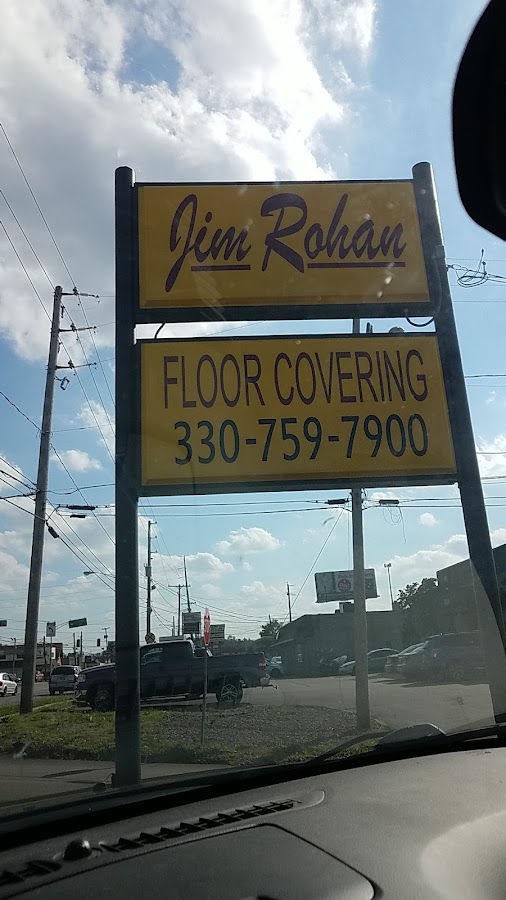 Jim Rohan
FLOOR COVERING
330-759-7900